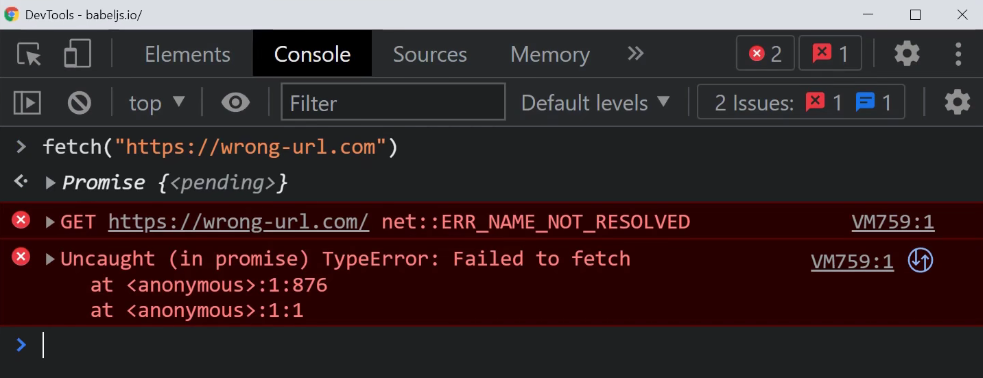 DevTools - babeljs.io/
Elements Console Sources Memory 2 1
top Filter Default levels 2 Issues: 1 1
fetch("https://wrong-url.com")
Promise {<pending>}
GET https://wrong-url.com/ net::ERR_NAME_NOT_RESOLVED VM759:1
Uncaught (in promise) TypeError: Failed to fetch VM759:1
at <anonymous>:1:876
at <anonymous>:1:1